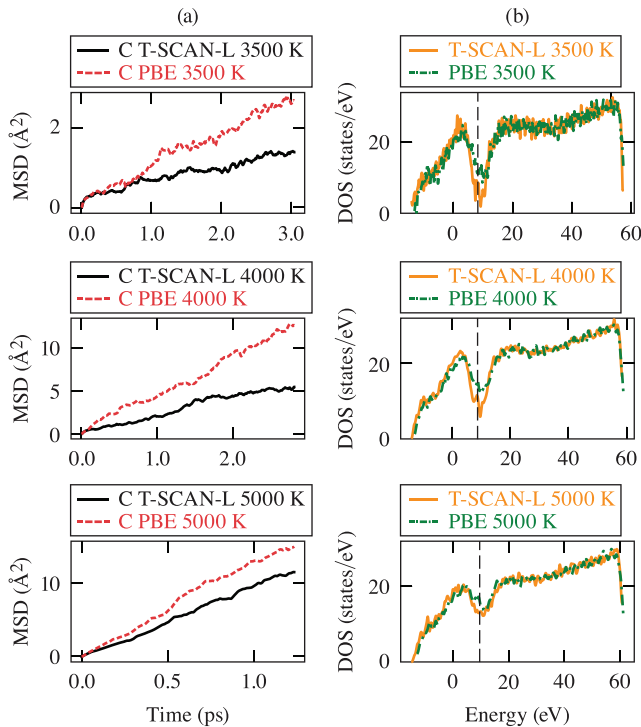 (a)
(b)
C T-SCAN-L 3500 K
C PBE 3500 K
T-SCAN-L 3500 K
PBE 3500 K
MSD (Å²)
2
0
0
1.0
2.0
3.0
DOS (states/eV)
20
0
0
20
40
60
C T-SCAN-L 4000 K
C PBE 4000 K
T-SCAN-L 4000 K
PBE 4000 K
MSD (Å²)
10
5
0
0
1.0
2.0
DOS (states/eV)
20
0
0
20
40
60
C T-SCAN-L 5000 K
C PBE 5000 K
T-SCAN-L 5000 K
PBE 5000 K
MSD (Å²)
10
0
0
0.5
1.0
Time (ps)
DOS (states/eV)
20
0
0
20
40
60
Energy (eV)